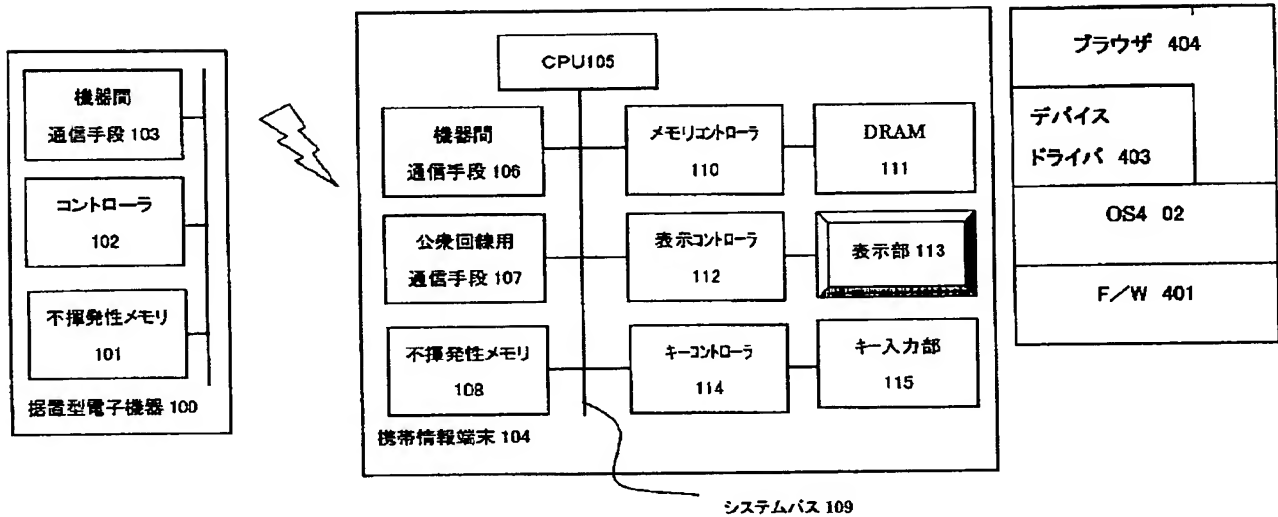 機器間
通信手段 103
コントローラ
102
不揮発性メモリ
101
据置型電子機器 100
CPU105
機器間
通信手段 106
メモリコントローラ
110
DRAM
111
公衆回線用
通信手段 107
表示コントローラ
112
表示部 113
不揮発性メモリ
108
キーコントローラ
114
キー入力部
115
携帯情報端末 104
システムバス 109
ブラウザ 404
デバイス
ドライバ 403
OS4 02
F/W 401